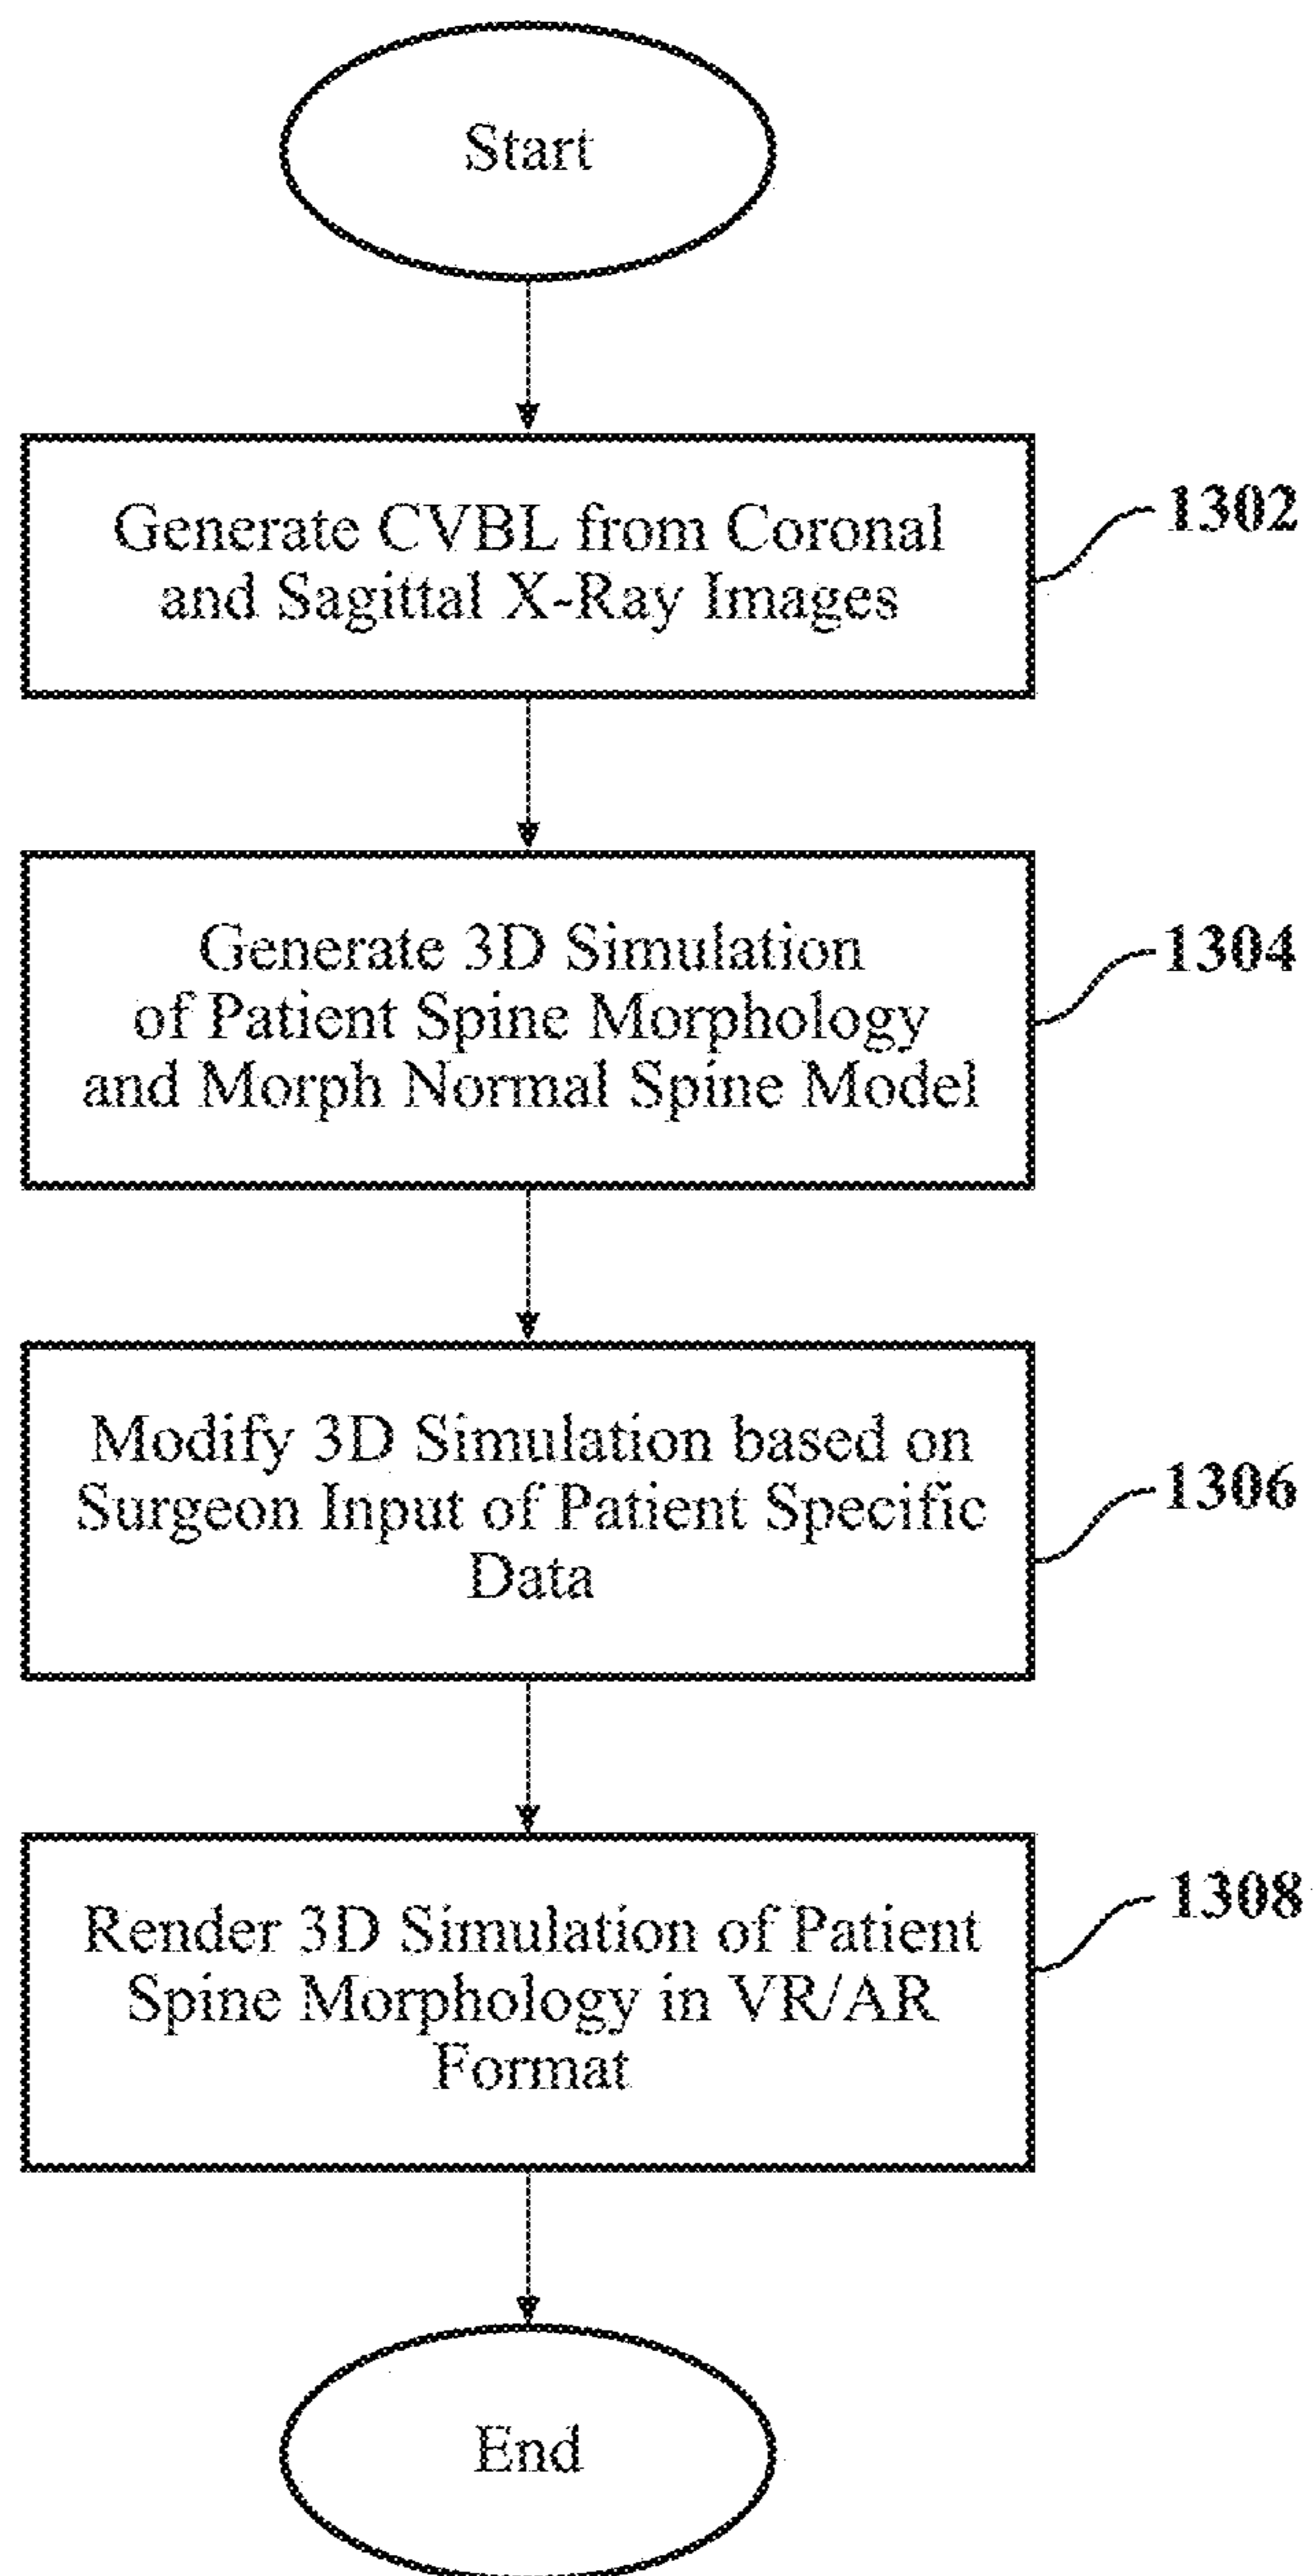 Start
Generate CVBL from Coronal
and Sagittal X-Ray Images
1302
Generate 3D Simulation
of Patient Spine Morphology
and Morph Normal Spine Model
1304
Modify 3D Simulation based on
Surgeon Input of Patient Specific
Data
1306
Render 3D Simulation of Patient
Spine Morphology in VR/AR
Format
1308
End